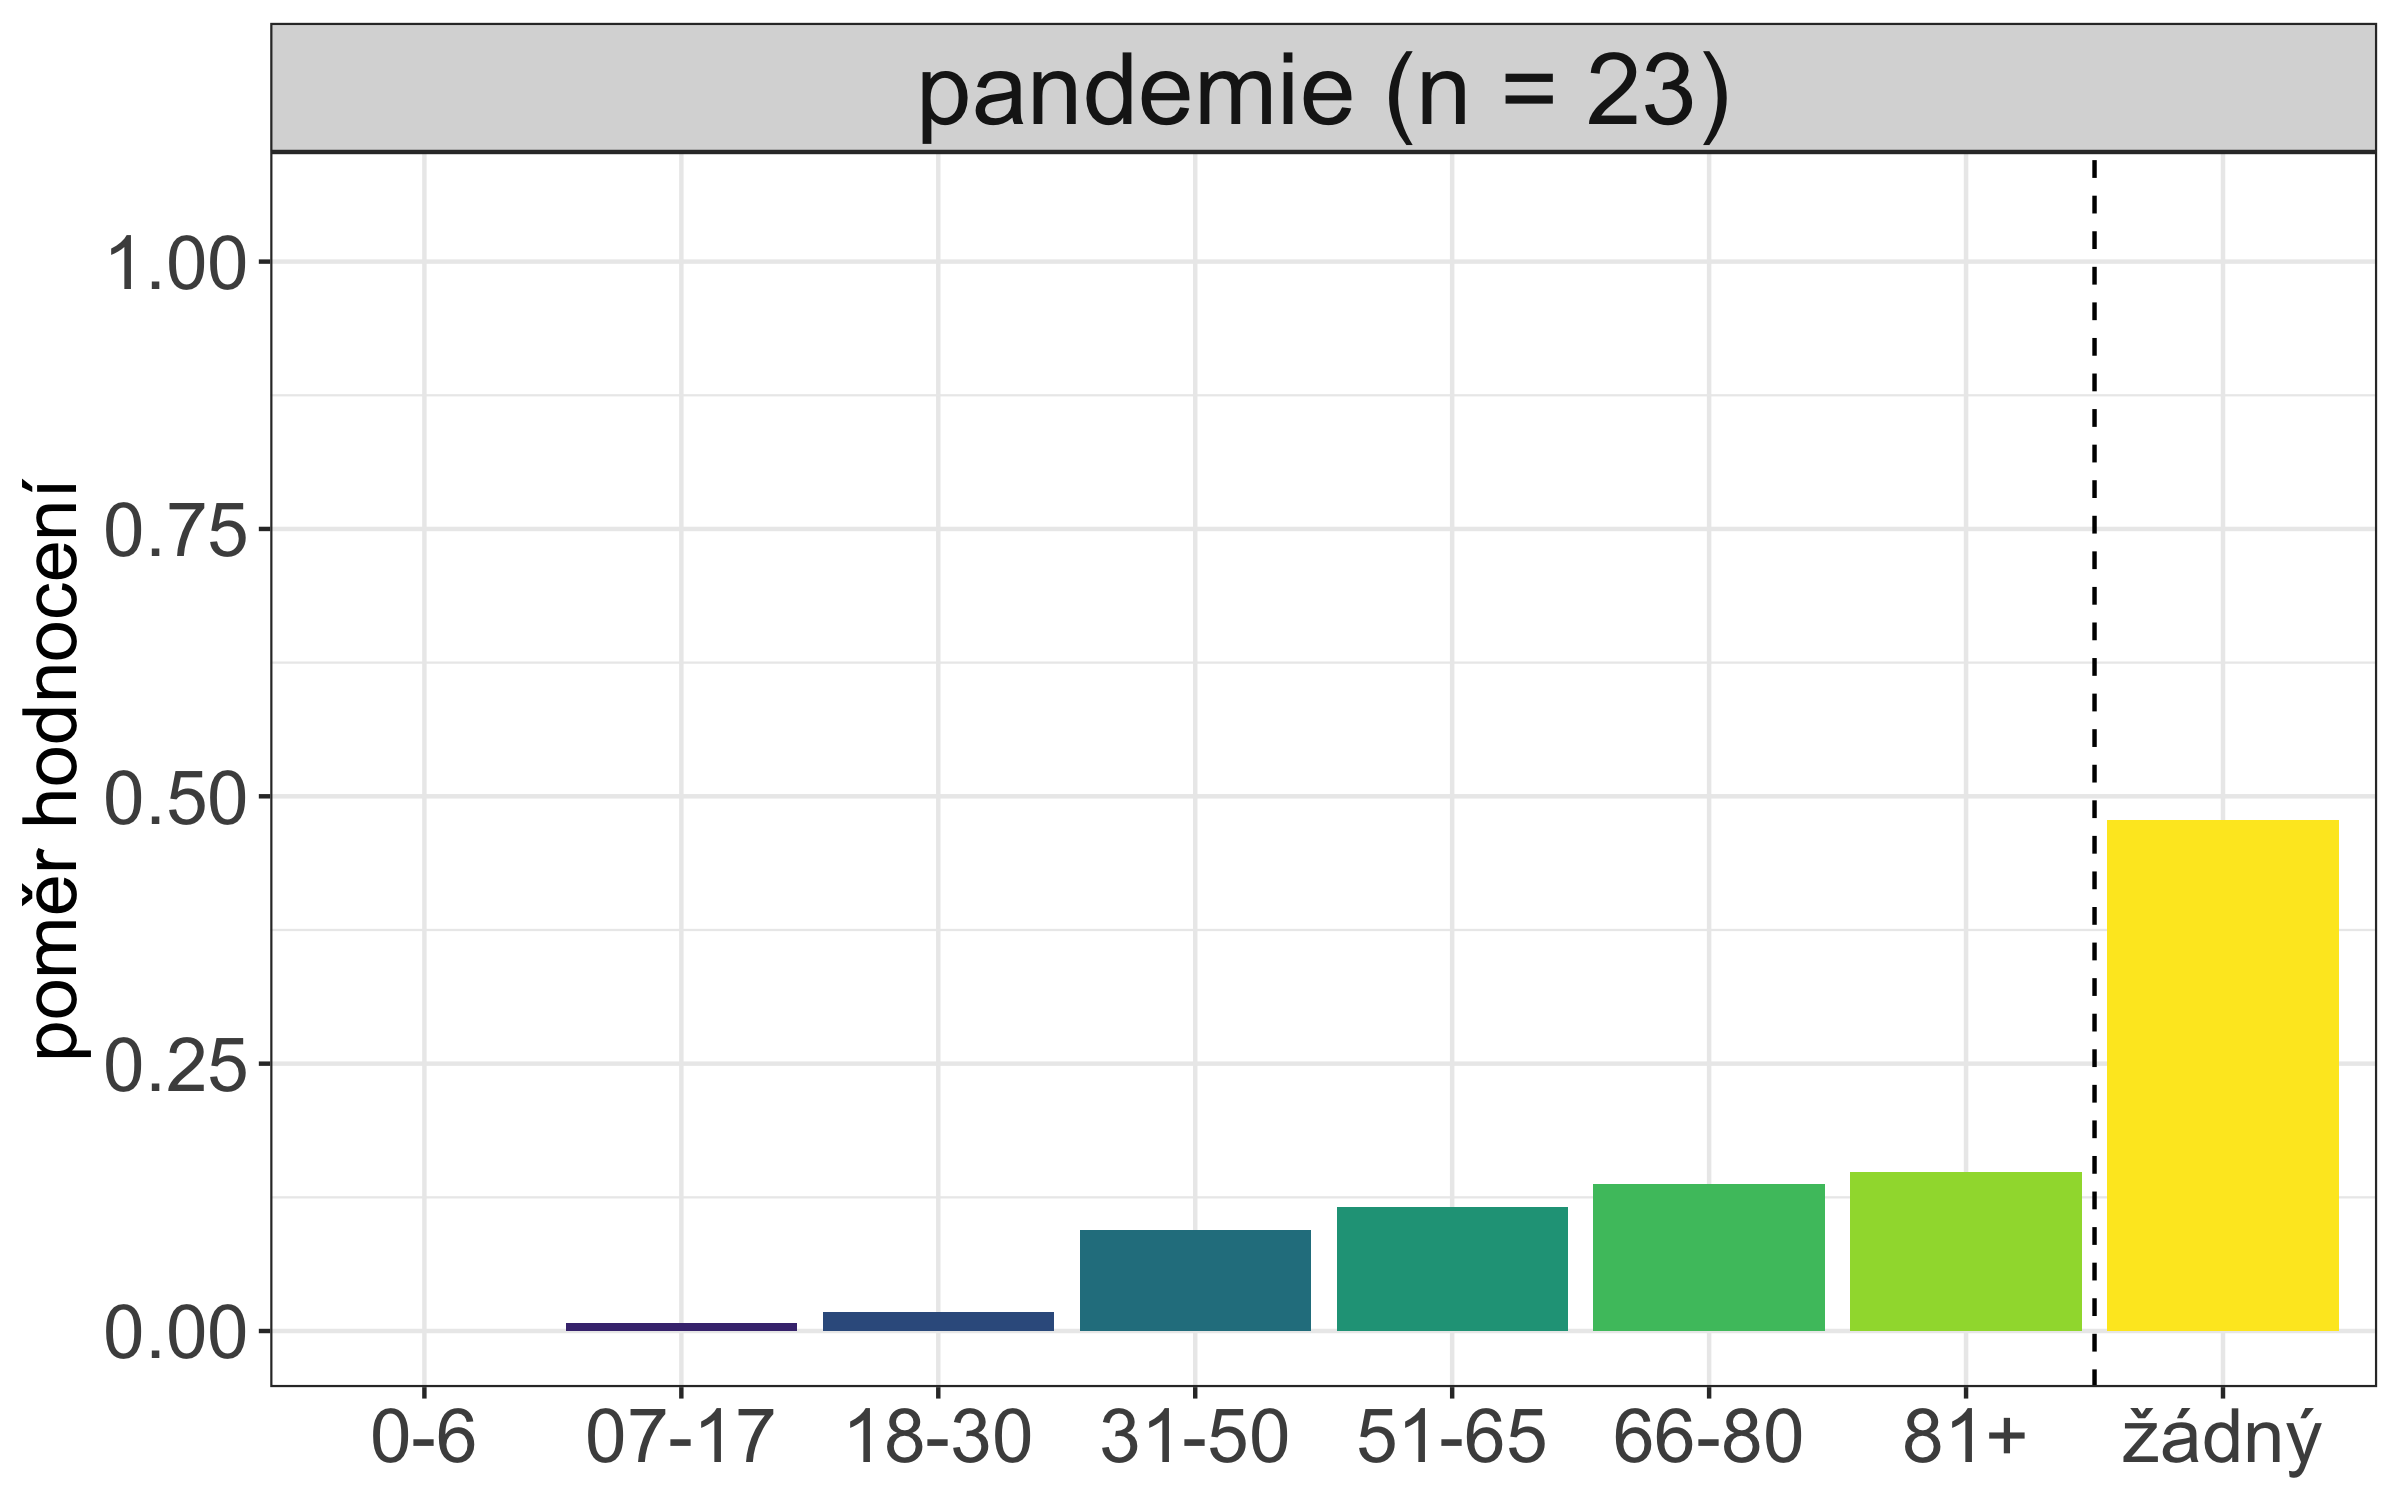 pandemie (n = 23)
poměr hodnocení
1.00
0.75
0.50
0.25
0.00
0-6 07-17 18-30 31-50 51-65 66-80 81+ žádný